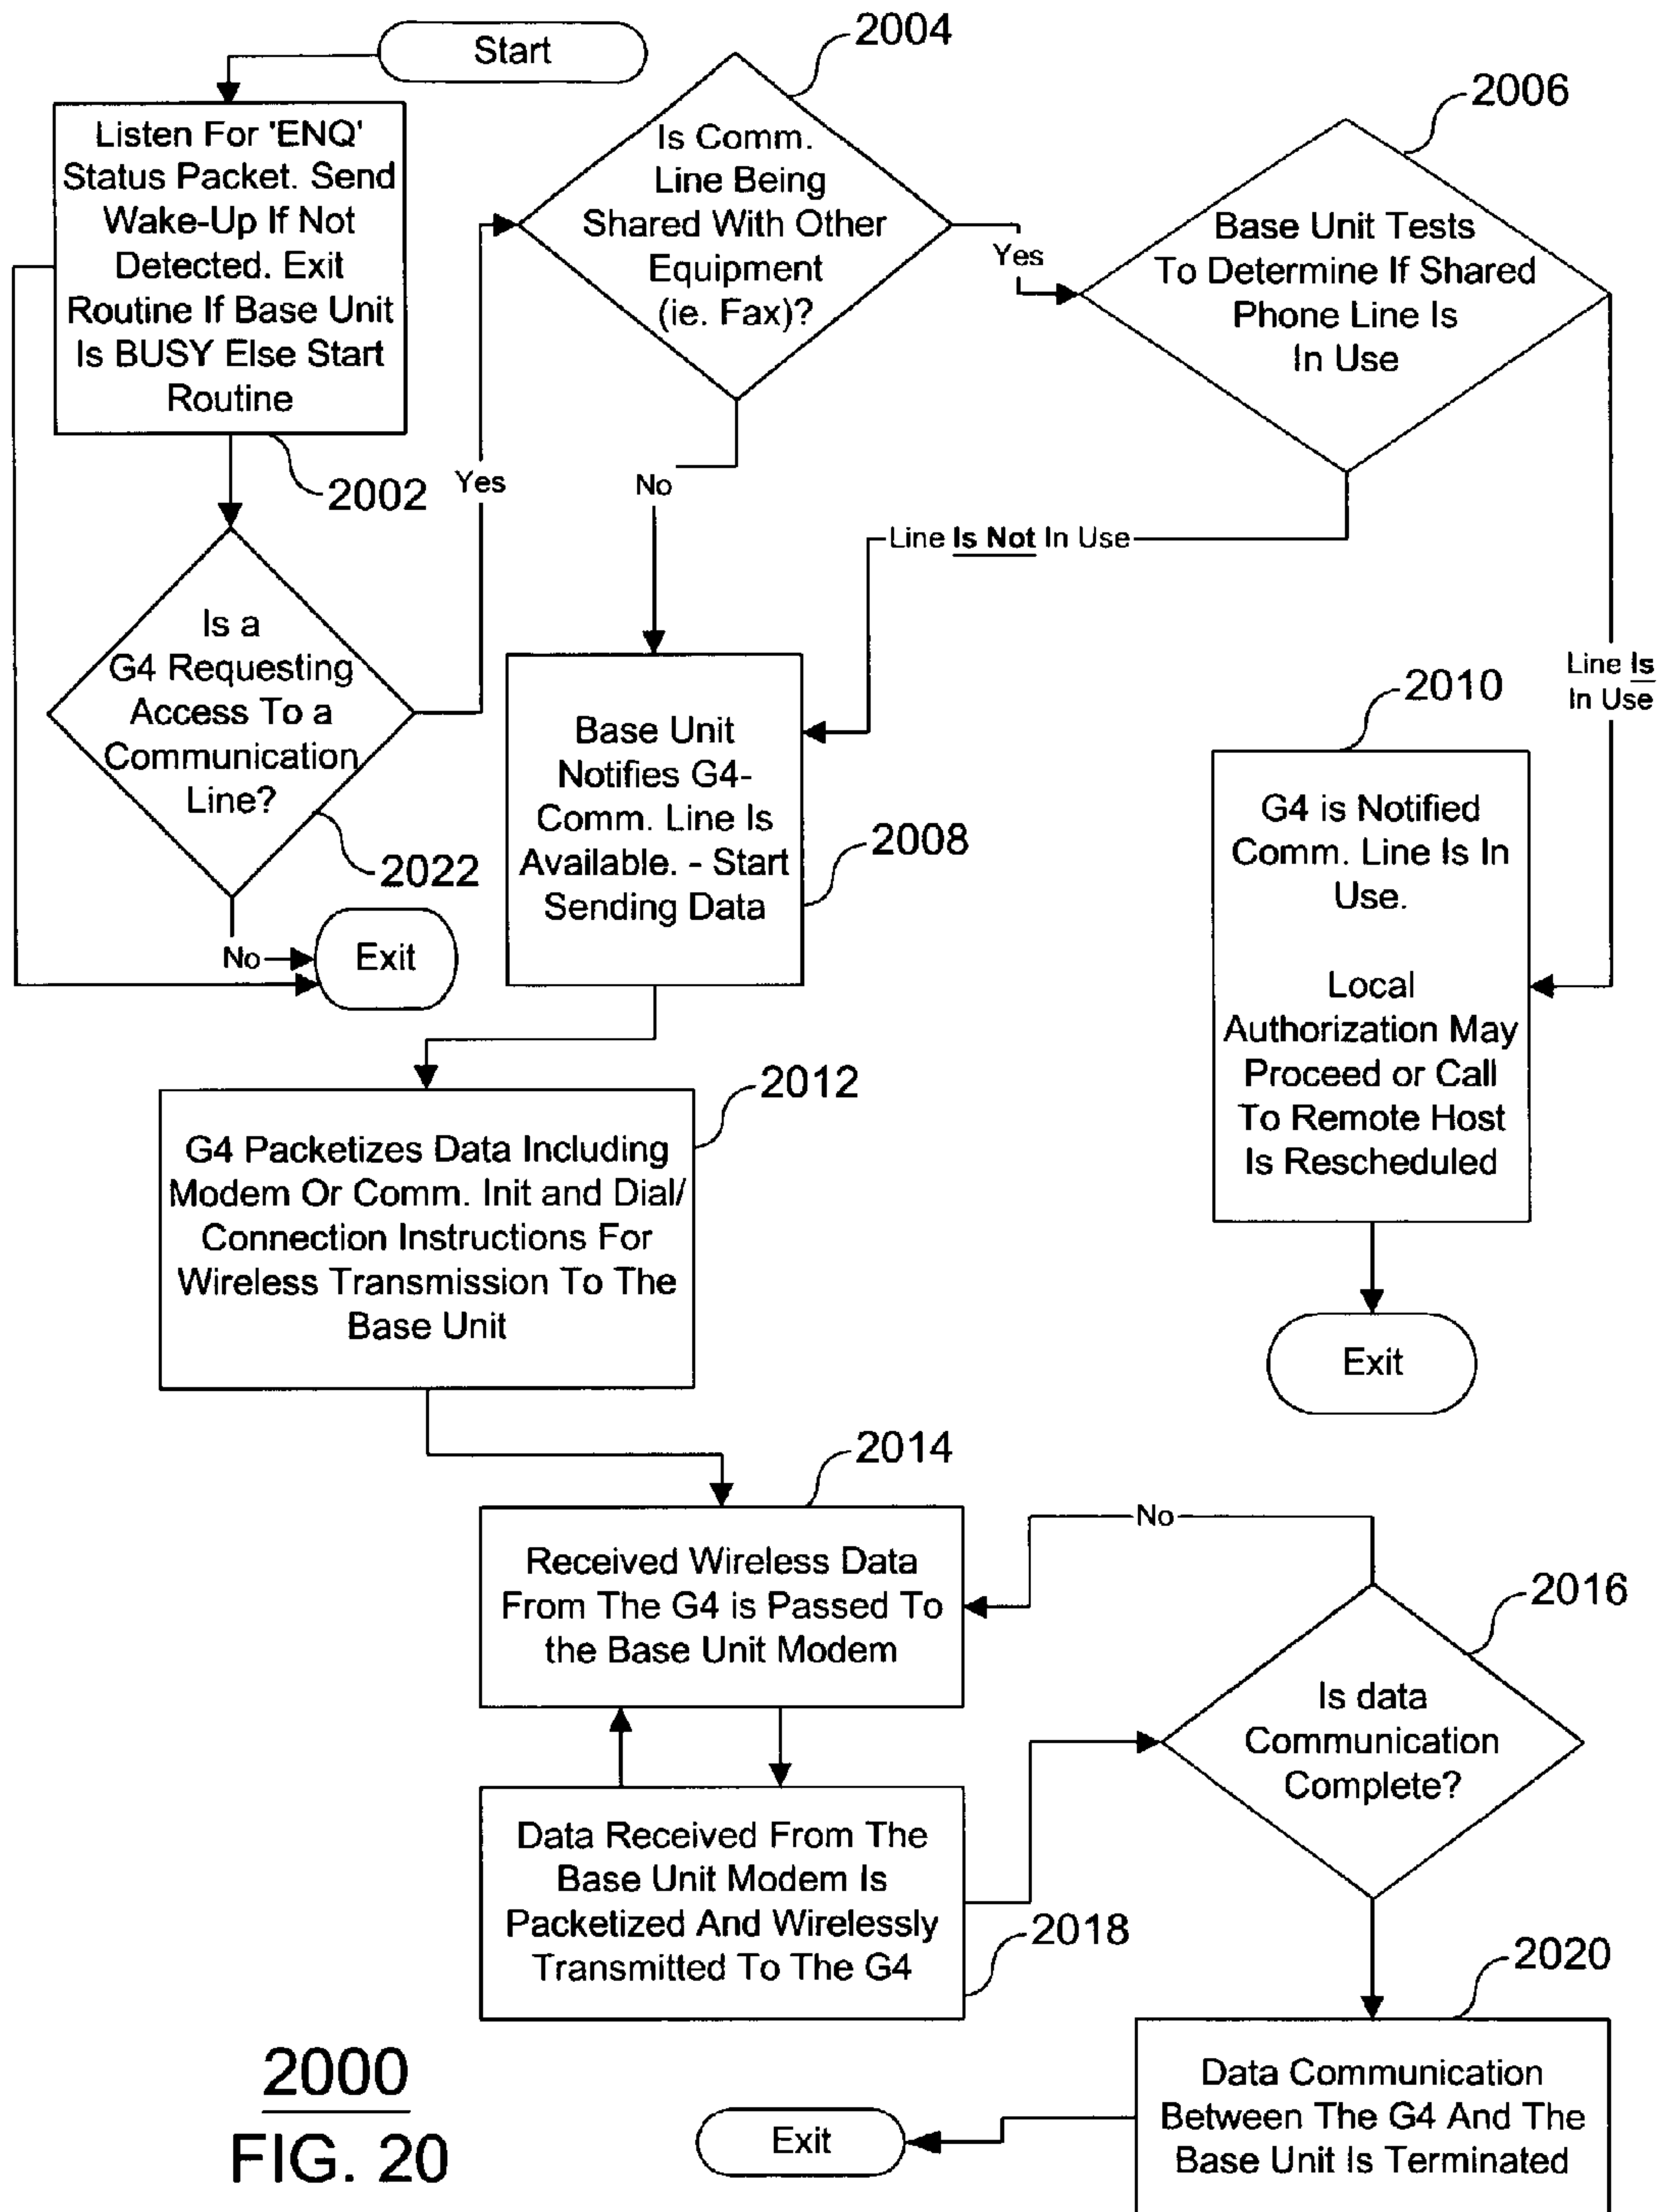 Start
2004
2006
Listen For 'ENQ'
Status Packet. Send
Wake-Up If Not
Detected. Exit
Routine If Base Unit
Is BUSY Else Start
Routine
2002
Is Comm.
Line Being
Shared With Other
Equipment
(ie. Fax)?
Yes
Base Unit Tests
To Determine If Shared
Phone Line Is
In Use
Yes
No
Line Is Not In Use
Line Is
In Use
Is a
G4 Requesting
Access To a
Communication
Line?
2022
No
Exit
Base Unit
Notifies G4-
Comm. Line Is
Available. - Start
Sending Data
2008
2010
G4 is Notified
Comm. Line Is In
Use.
Local
Authorization May
Proceed or Call
To Remote Host
Is Rescheduled
Exit
2012
G4 Packetizes Data Including
Modem Or Comm. Init and Dial/
Connection Instructions For
Wireless Transmission To The
Base Unit
2014
Received Wireless Data
From The G4 is Passed To
the Base Unit Modem
No
2016
Is data
Communication
Complete?
Data Received From The
Base Unit Modem Is
Packetized And Wirelessly
Transmitted To The G4
2018
2020
Data Communication
Between The G4 And The
Base Unit Is Terminated
Exit
2000
FIG. 20